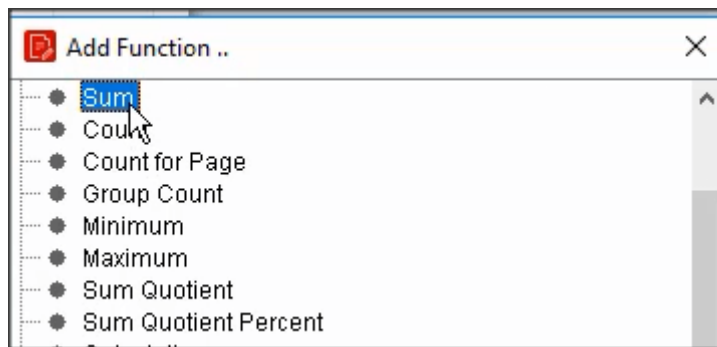 Add Function ..
Sum
Count
Count for Page
Group Count
Minimum
Maximum
Sum Quotient
Sum Quotient Percent